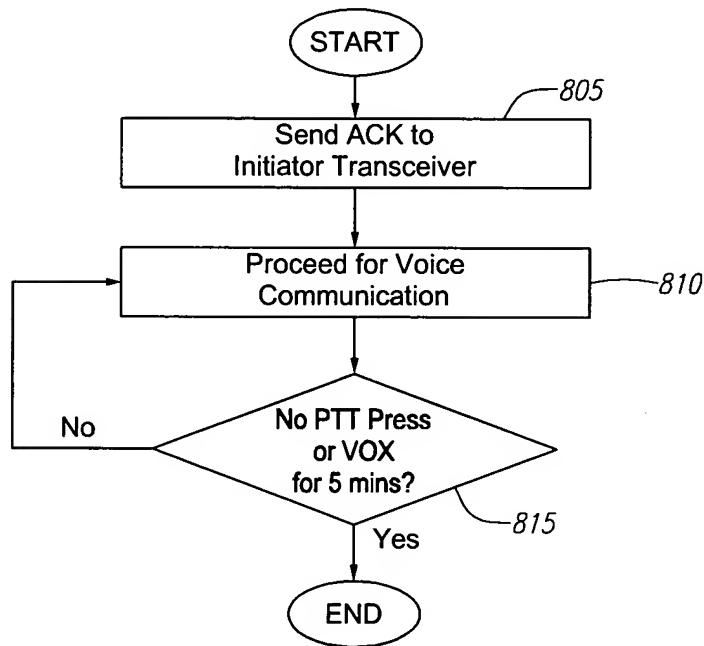 START
805
Send ACK to
Initiator Transceiver
Proceed for Voice
Communication
810
No PTT Press
or VOX
for 5 mins?
No
815
Yes
END